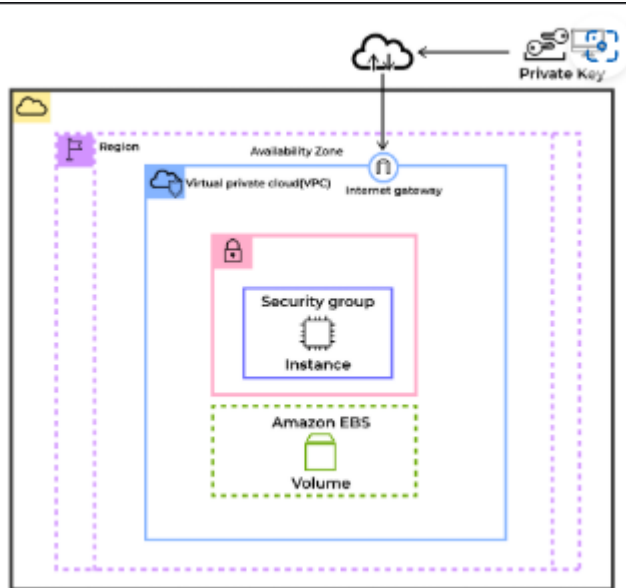 Private Key
Region
Availability Zone
Virtual private cloud(VPC)
Internet gateway
Security group
Instance
Amazon EBS
Volume